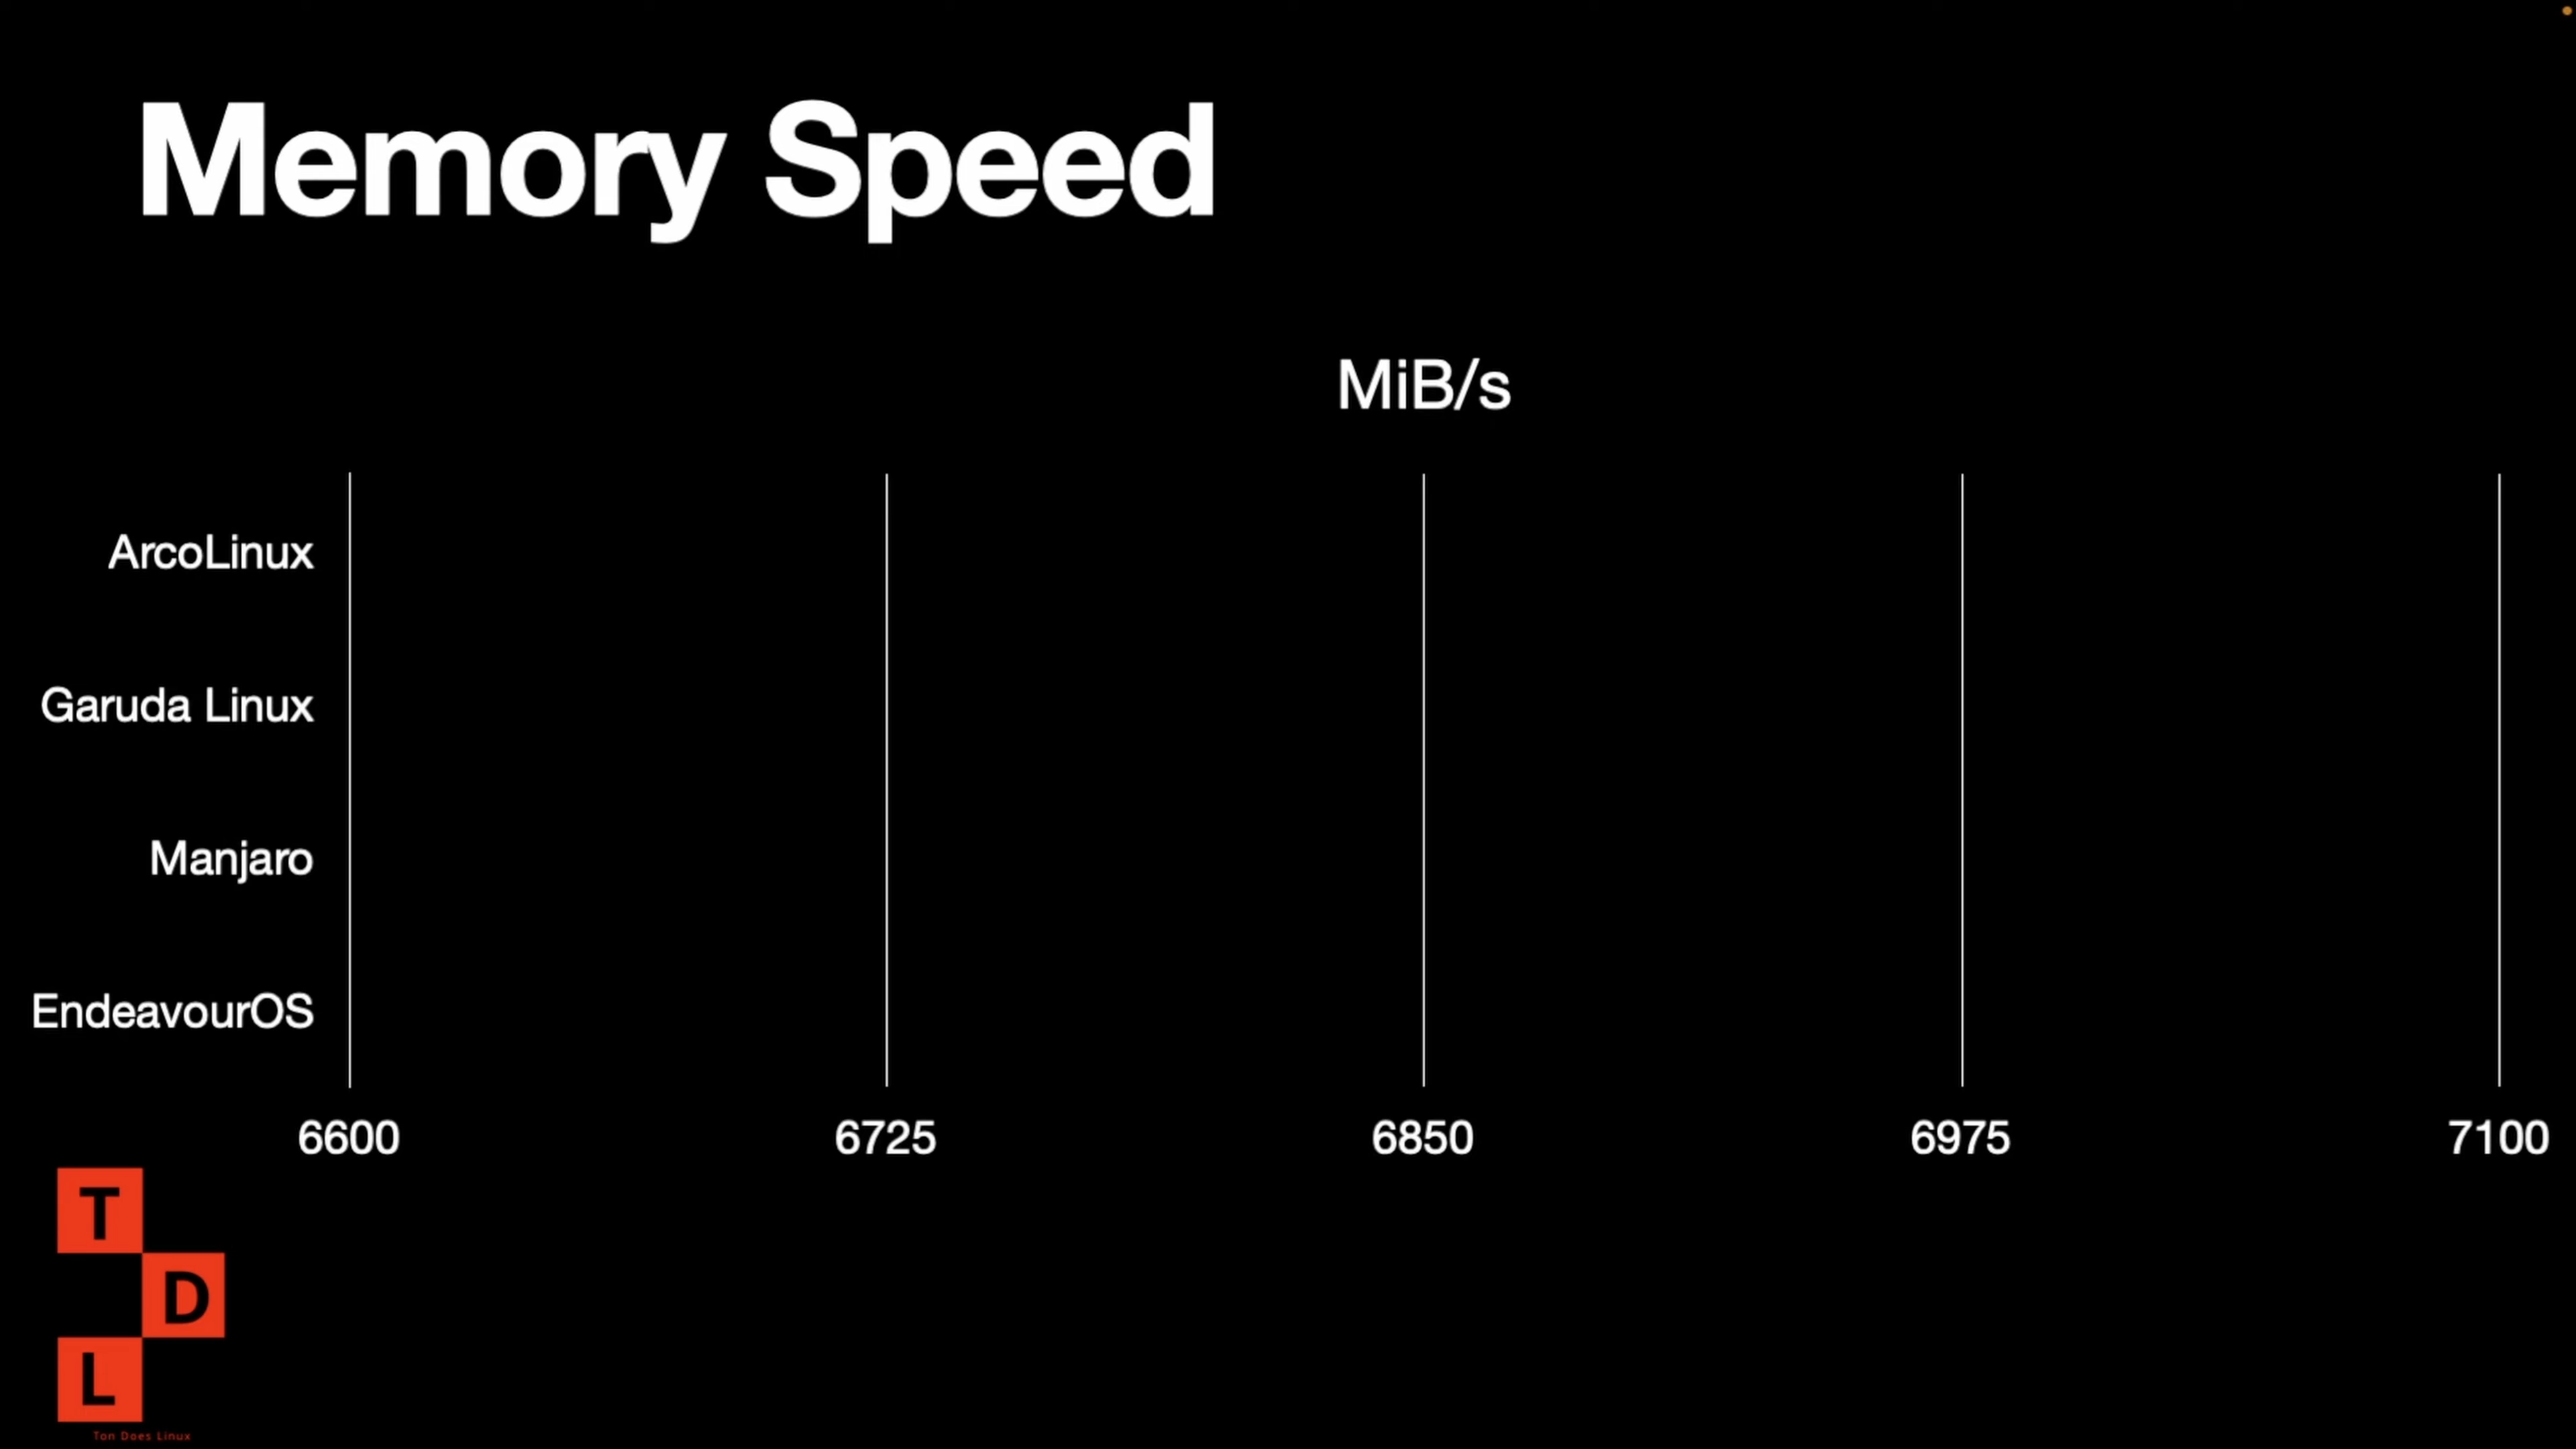 Memory Speed
MiB/s
ArcoLinux
Garuda Linux
Manjaro
EndeavourOS
6600 6725 6850 6975 7100
T
D
L
Ton Does Linux